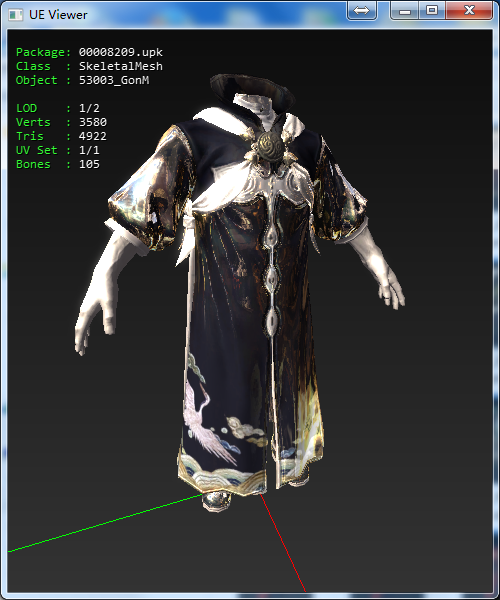 UE Viewer
Package: 00008209.upk
Class : SkeletalMesh
Object : 53003_GonM
LOD : 1/2
Verts : 3580
Tris : 4922
UV Set : 1/1
Bones : 105